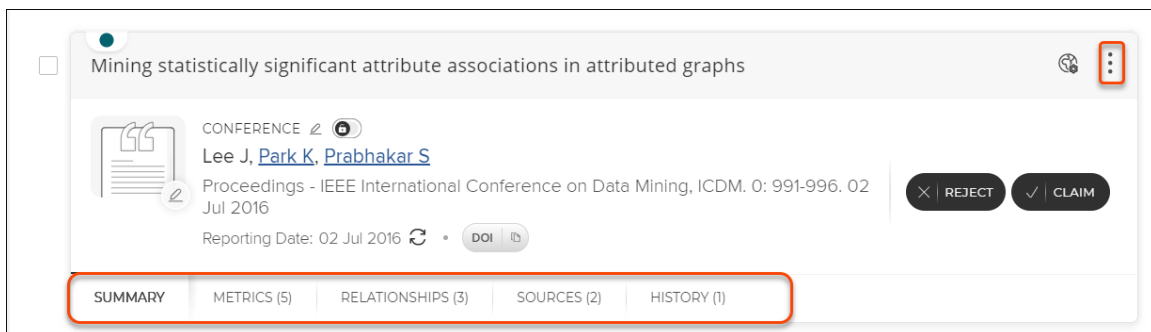 Mining statistically significant attribute associations in attributed graphs
CONFERENCE
Lee J, Park K, Prabhakar S
Proceedings - IEEE International Conference on Data Mining, ICDM. 0: 991-996. 02
Jul 2016
REJECT
CLAIM
Reporting Date: 02 Jul 2016 • DOI
SUMMARY METRICS (5) RELATIONSHIPS (3) SOURCES (2) HISTORY (1)